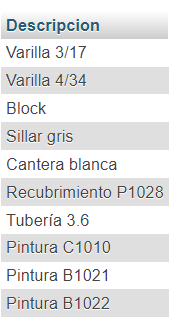 Descripcion
Varilla 3/17
Varilla 4/34
Block
Sillar gris
Cantera blanca
Recubrimiento P1028
Tubería 3.6
Pintura C1010
Pintura B1021
Pintura B1022